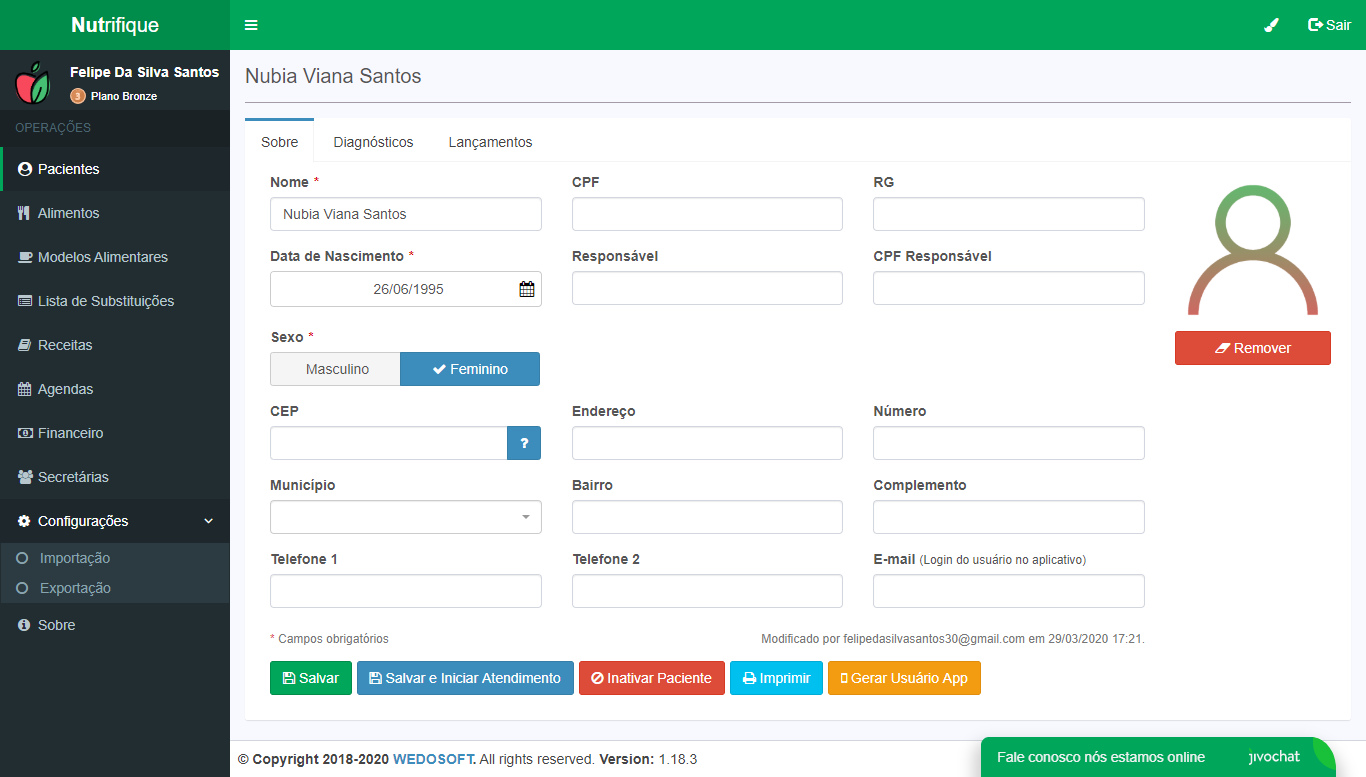 Nutrifique
Sair
Felipe Da Silva Santos
3 Plano Bronze
OPERAÇÕES
Pacientes
Alimentos
Modelos Alimentares
Lista de Substituições
Receitas
Agendas
Financeiro
Secretárias
Configurações
Importação
Exportação
Sobre
Nubia Viana Santos
Sobre Diagnósticos Lançamentos
Nome * CPF RG
Nubia Viana Santos
Data de Nascimento * Responsável CPF Responsável
26/06/1995
Remover
Sexo *
Masculino Feminino
CEP Endereço Número
?
Município Bairro Complemento
Telefone 1 Telefone 2 E-mail (Login do usuário no aplicativo)
* Campos obrigatórios Modificado por felipedasilvasantos30@gmail.com em 29/03/2020 17:21.
Salvar Salvar e Iniciar Atendimento Inativar Paciente Imprimir Gerar Usuário App
© Copyright 2018-2020 WEDOSOFT. All rights reserved. Version: 1.18.3
Fale conosco nós estamos online jivochat